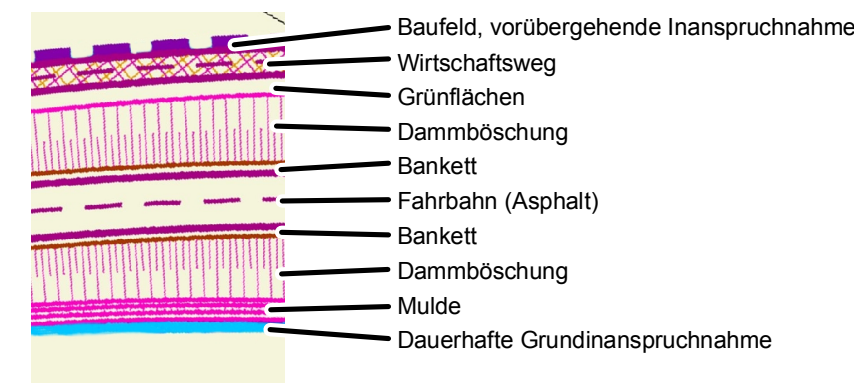 Baufeld, vorübergehende Inanspruchnahme
Wirtschaftsweg
Grünflächen
Dammböschung
Bankett
Fahrbahn (Asphalt)
Bankett
Dammböschung
Mulde
Dauerhafte Grundinanspruchnahme